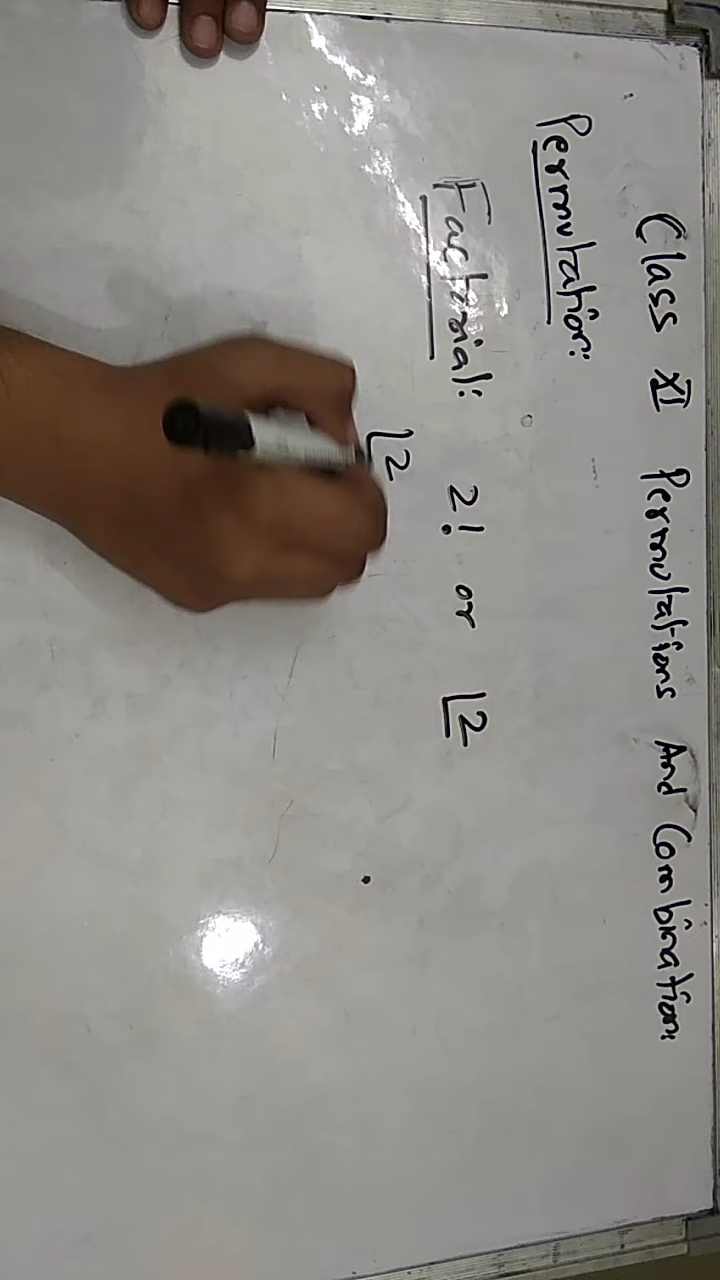 Class XI Permutations And Combination:
Permutation:
Factorial: 2! or |2
|2